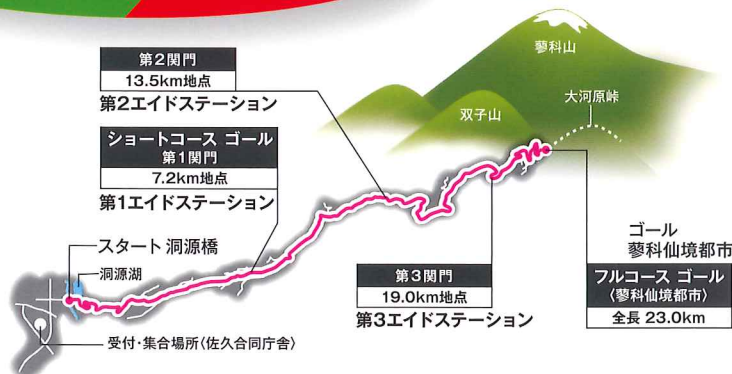 蓼科山
大河原峠
双子山
第2関門
13.5km地点
第2エイドステーション
ショートコース ゴール
第1関門
7.2km地点
第1エイドステーション
スタート 洞源橋
洞源湖
受付・集合場所〈佐久合同庁舎〉
第3関門
19.0km地点
第3エイドステーション
ゴール
蓼科仙境都市
フルコース ゴール
〈蓼科仙境都市〉
全長 23.0km